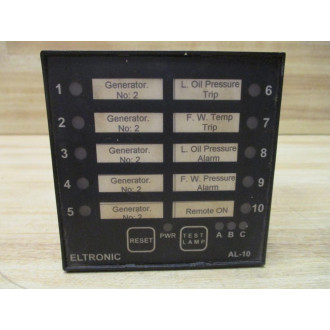 1
Generator.
No: 2
L. Oil Pressure
Trip
6
2
Generator.
No: 2
F. W. Temp
Trip
7
3
Generator.
No: 2
L. Oil Pressure
Alarm
8
4
Generator.
No: 2
F. W. Pressure
Alarm
9
5
Generator.
No: 2
Remote ON
10
RESET
PWR
TEST
LAMP
A B C
ELTRONIC
AL-10